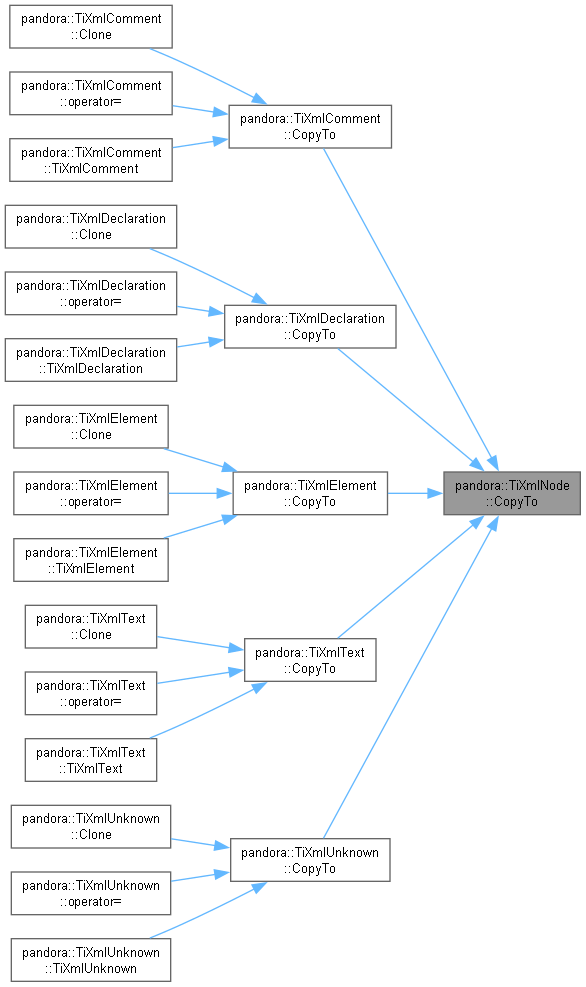 pandora::TiXmlComment
::Clone
pandora::TiXmlComment
::operator=
pandora::TiXmlComment
::CopyTo
pandora::TiXmlComment
::TiXmlComment
pandora::TiXmlDeclaration
::Clone
pandora::TiXmlDeclaration
::operator=
pandora::TiXmlDeclaration
::CopyTo
pandora::TiXmlDeclaration
::TiXmlDeclaration
pandora::TiXmlElement
::Clone
pandora::TiXmlElement
::operator=
pandora::TiXmlElement
::CopyTo
pandora::TiXmlNode
::CopyTo
pandora::TiXmlElement
::TiXmlElement
pandora::TiXmlText
::Clone
pandora::TiXmlText
::CopyTo
pandora::TiXmlText
::operator=
pandora::TiXmlText
::TiXmlText
pandora::TiXmlUnknown
::Clone
pandora::TiXmlUnknown
::CopyTo
pandora::TiXmlUnknown
::operator=
pandora::TiXmlUnknown
::TiXmlUnknown